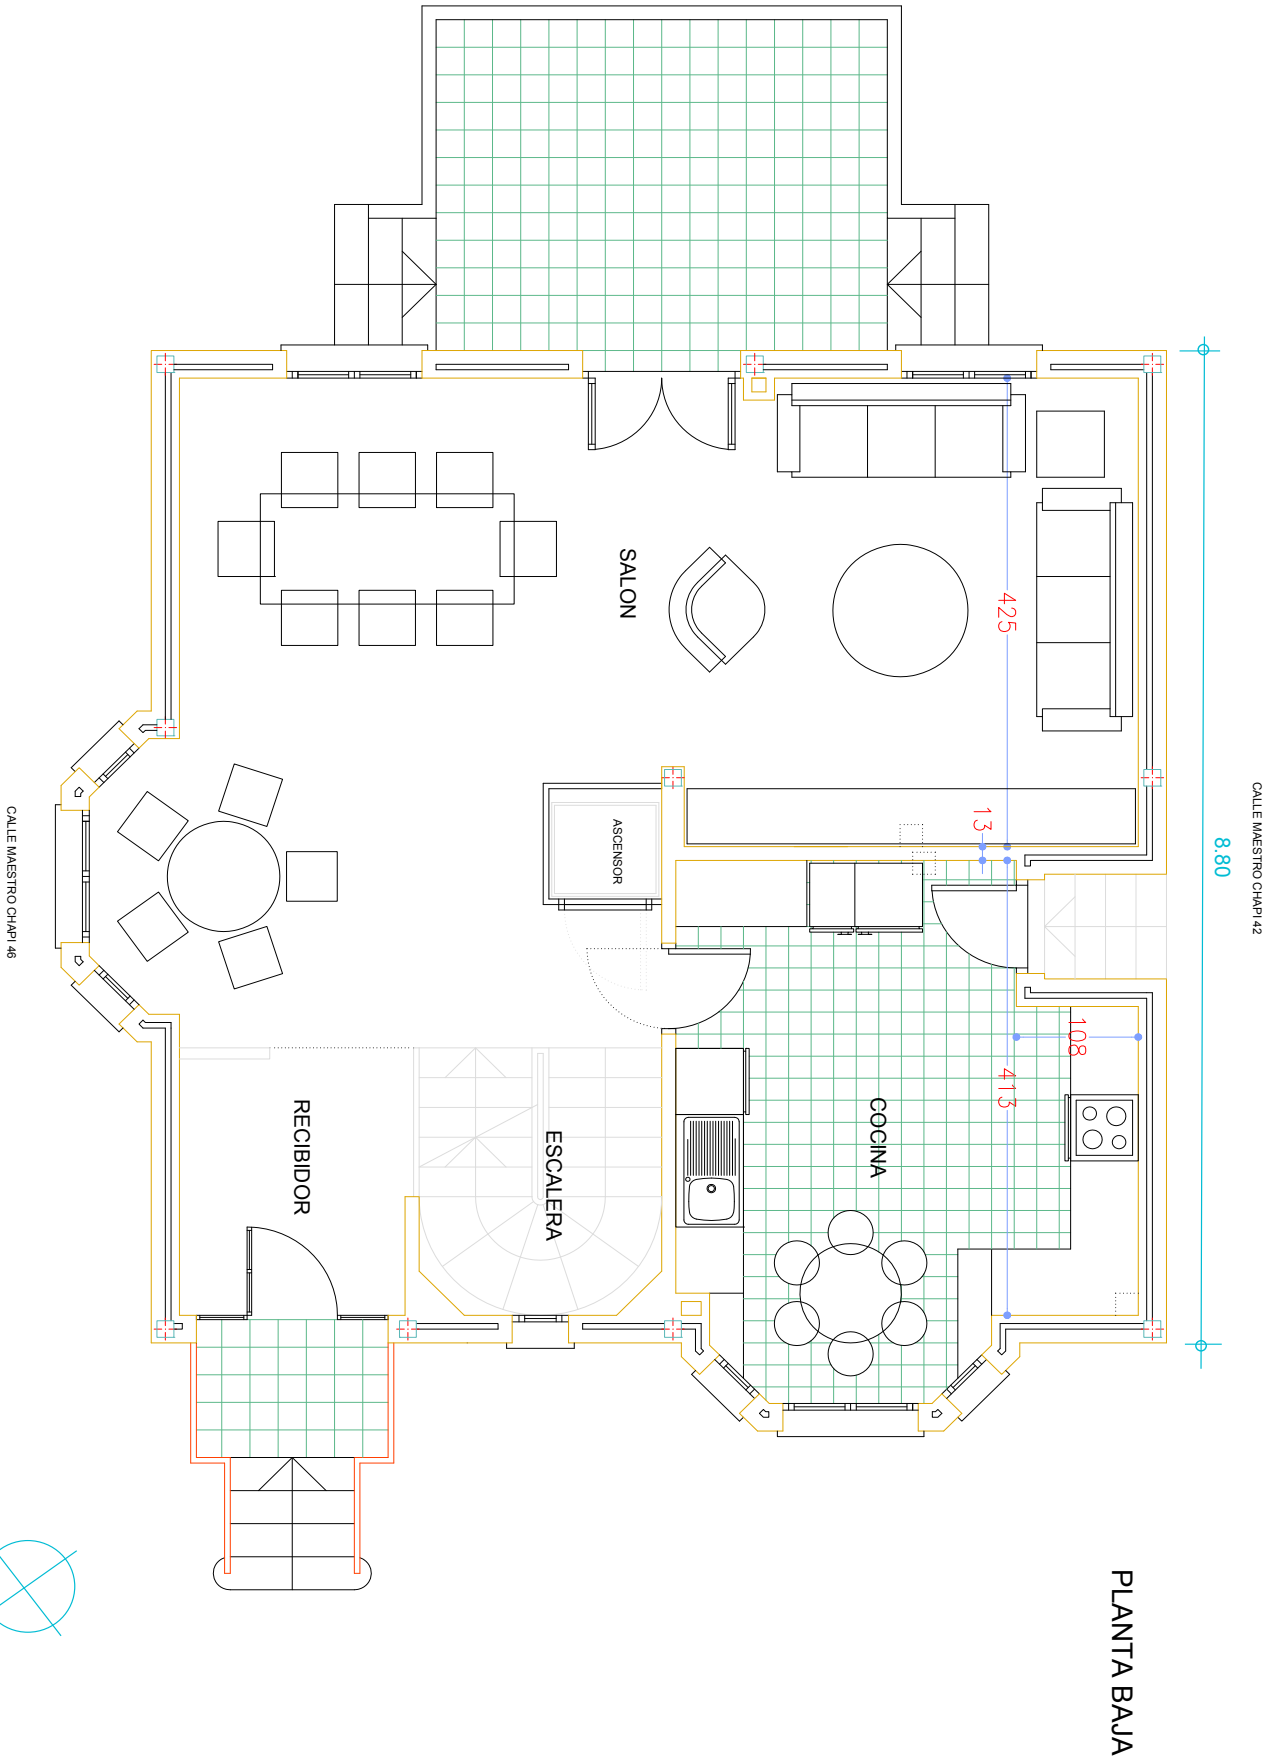 CALLE MAESTRO CHAPI 42
8.80
PLANTA BAJA
425
13
108
413
COCINA
SALON
ASCENSOR
ESCALERA
RECIBIDOR
CALLE MAESTRO CHAPI 46